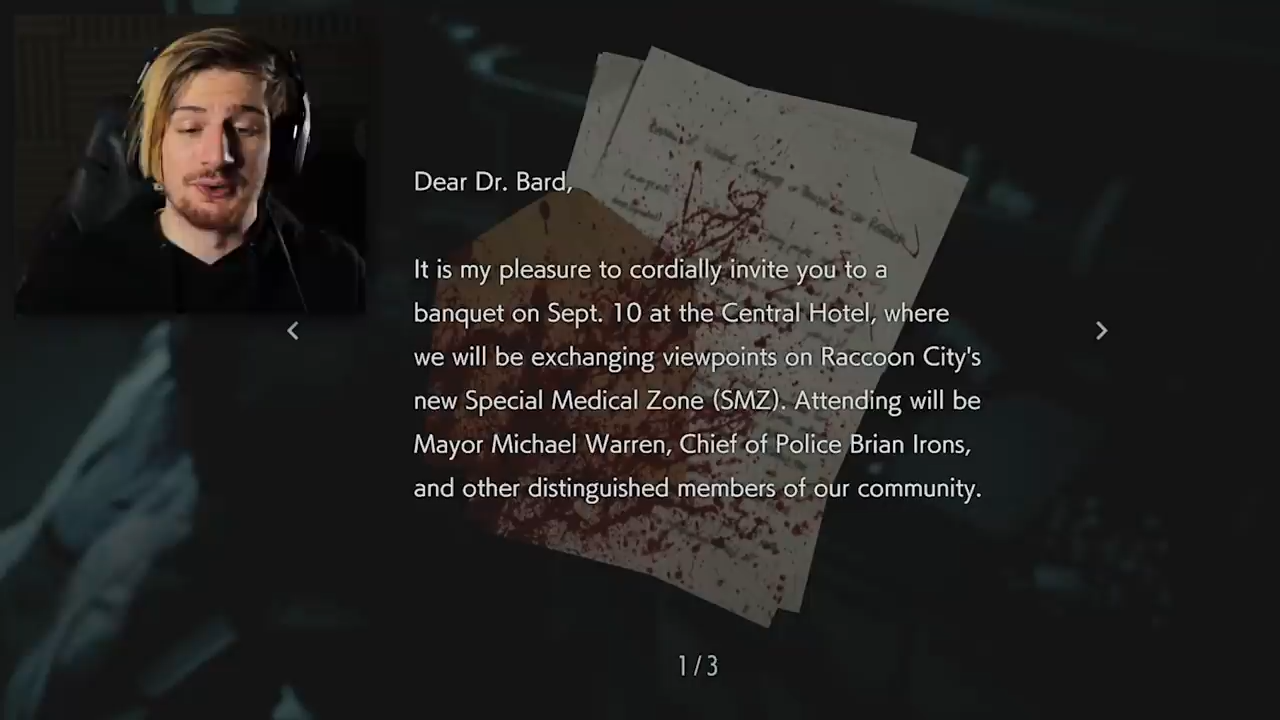 Dear Dr. Bard,
It is my pleasure to cordially invite you to a
banquet on Sept. 10 at the Central Hotel, where
we will be exchanging viewpoints on Raccoon City's
new Special Medical Zone (SMZ). Attending will be
Mayor Michael Warren, Chief of Police Brian Irons,
and other distinguished members of our community.
1/3